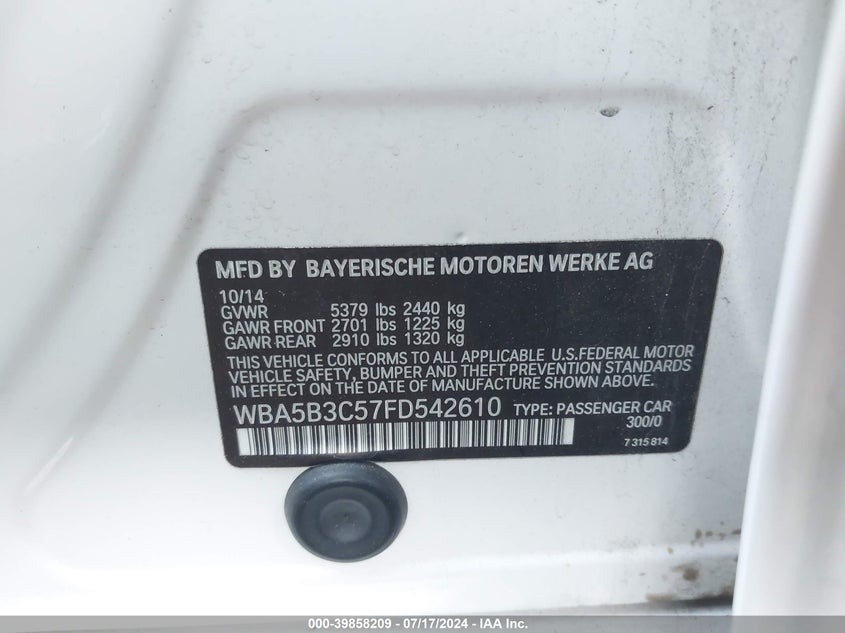 MFD BY BAYERISCHE MOTOREN WERKE AG
10/14
GVWR 5379 lbs 2440 kg
GAWR FRONT 2701 lbs 1225 kg
GAWR REAR 2910 lbs 1320 kg
THIS VEHICLE CONFORMS TO ALL APPLICABLE U.S.FEDERAL MOTOR
VEHICLE SAFETY, BUMPER, AND THEFT PREVENTION STANDARDS
IN EFFECT ON THE DATE OF MANUFACTURE SHOWN ABOVE.
WBA5B3C57FD542610 TYPE: PASSENGER CAR
300/0
7 315 814
000-39858209 - 07/17/2024 - IAA Inc.